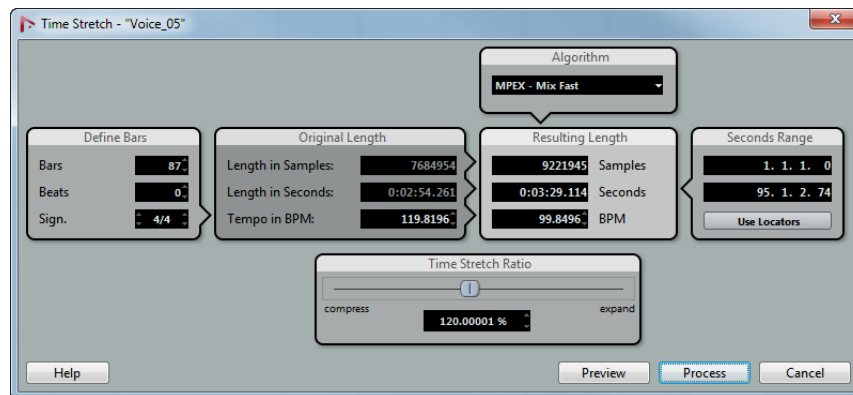 Time Stretch - "Voice_05"
Algorithm
MPEX - Mix Fast
Define Bars
Bars 87
Beats 0
Sign. 4/4
Original Length
Length in Samples: 7684954
Length in Seconds: 0:02:54.261
Tempo in BPM: 119.8196
Resulting Length
9221945 Samples
0:03:29.114 Seconds
99.8496 BPM
Seconds Range
1. 1. 1. 0
95. 1. 2. 74
Use Locators
Time Stretch Ratio
compress expand
120.00001 %
Help Preview Process Cancel